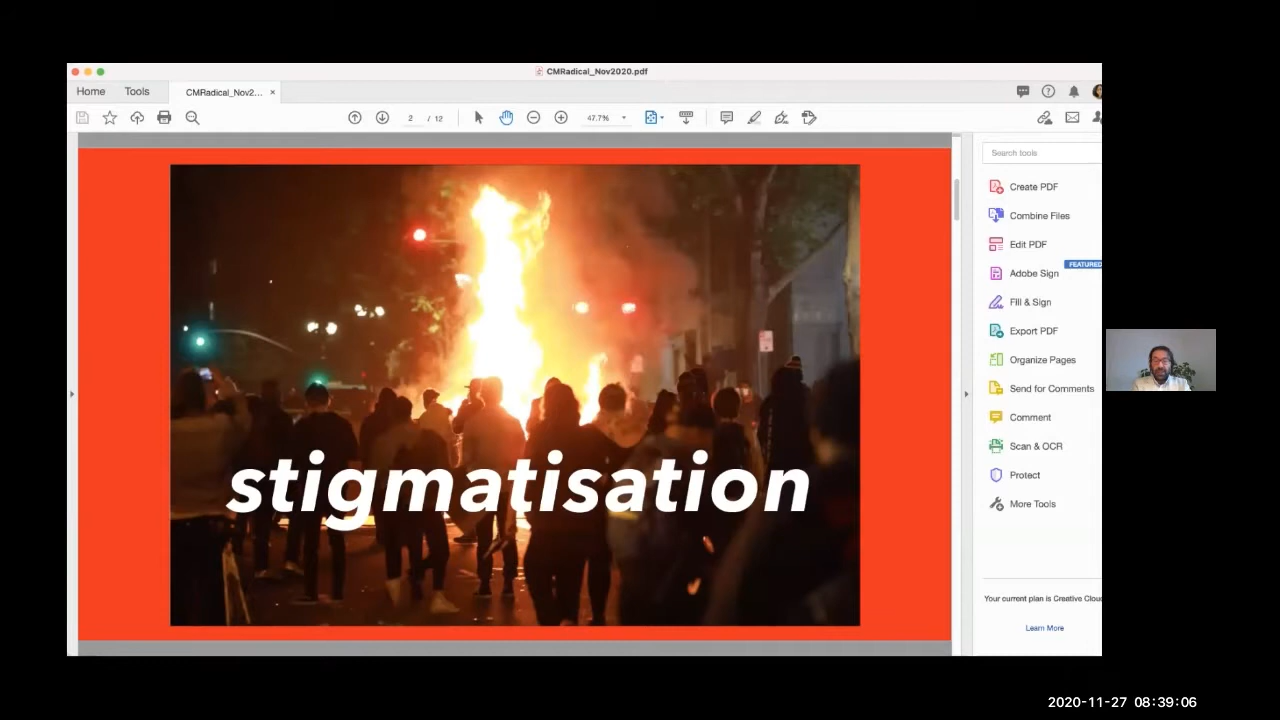 CMRadical_Nov2020.pdf
Home Tools CMRadical_Nov2... ×
2 / 12 47.7%
Search tools
Create PDF
Combine Files
Edit PDF
FEATURED
Adobe Sign
Fill & Sign
Export PDF
Organize Pages
Send for Comments
Comment
Scan & OCR
Protect
More Tools
stigmatisation
Your current plan is Creative Clou
Learn More
2020-11-27 08:39:06